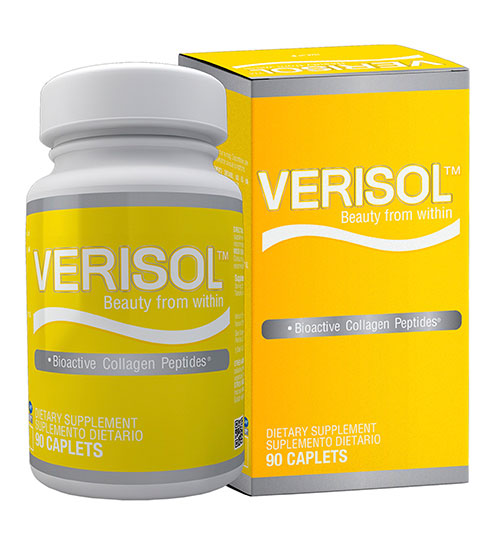 VERISOL™
Beauty from within
• Bioactive Collagen Peptides®
DIETARY SUPPLEMENT
SUPLEMENTO DIETARIO
90 CAPLETS
VERISOL™
Beauty from within
• Bioactive Collagen Peptides®
DIETARY SUPPLEMENT
SUPLEMENTO DIETARIO
90 CAPLETS